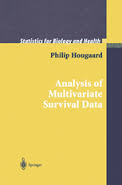 Statistics for Biology and Health
Philip Hougaard
Analysis of
Multivariate
Survival Data
Springer